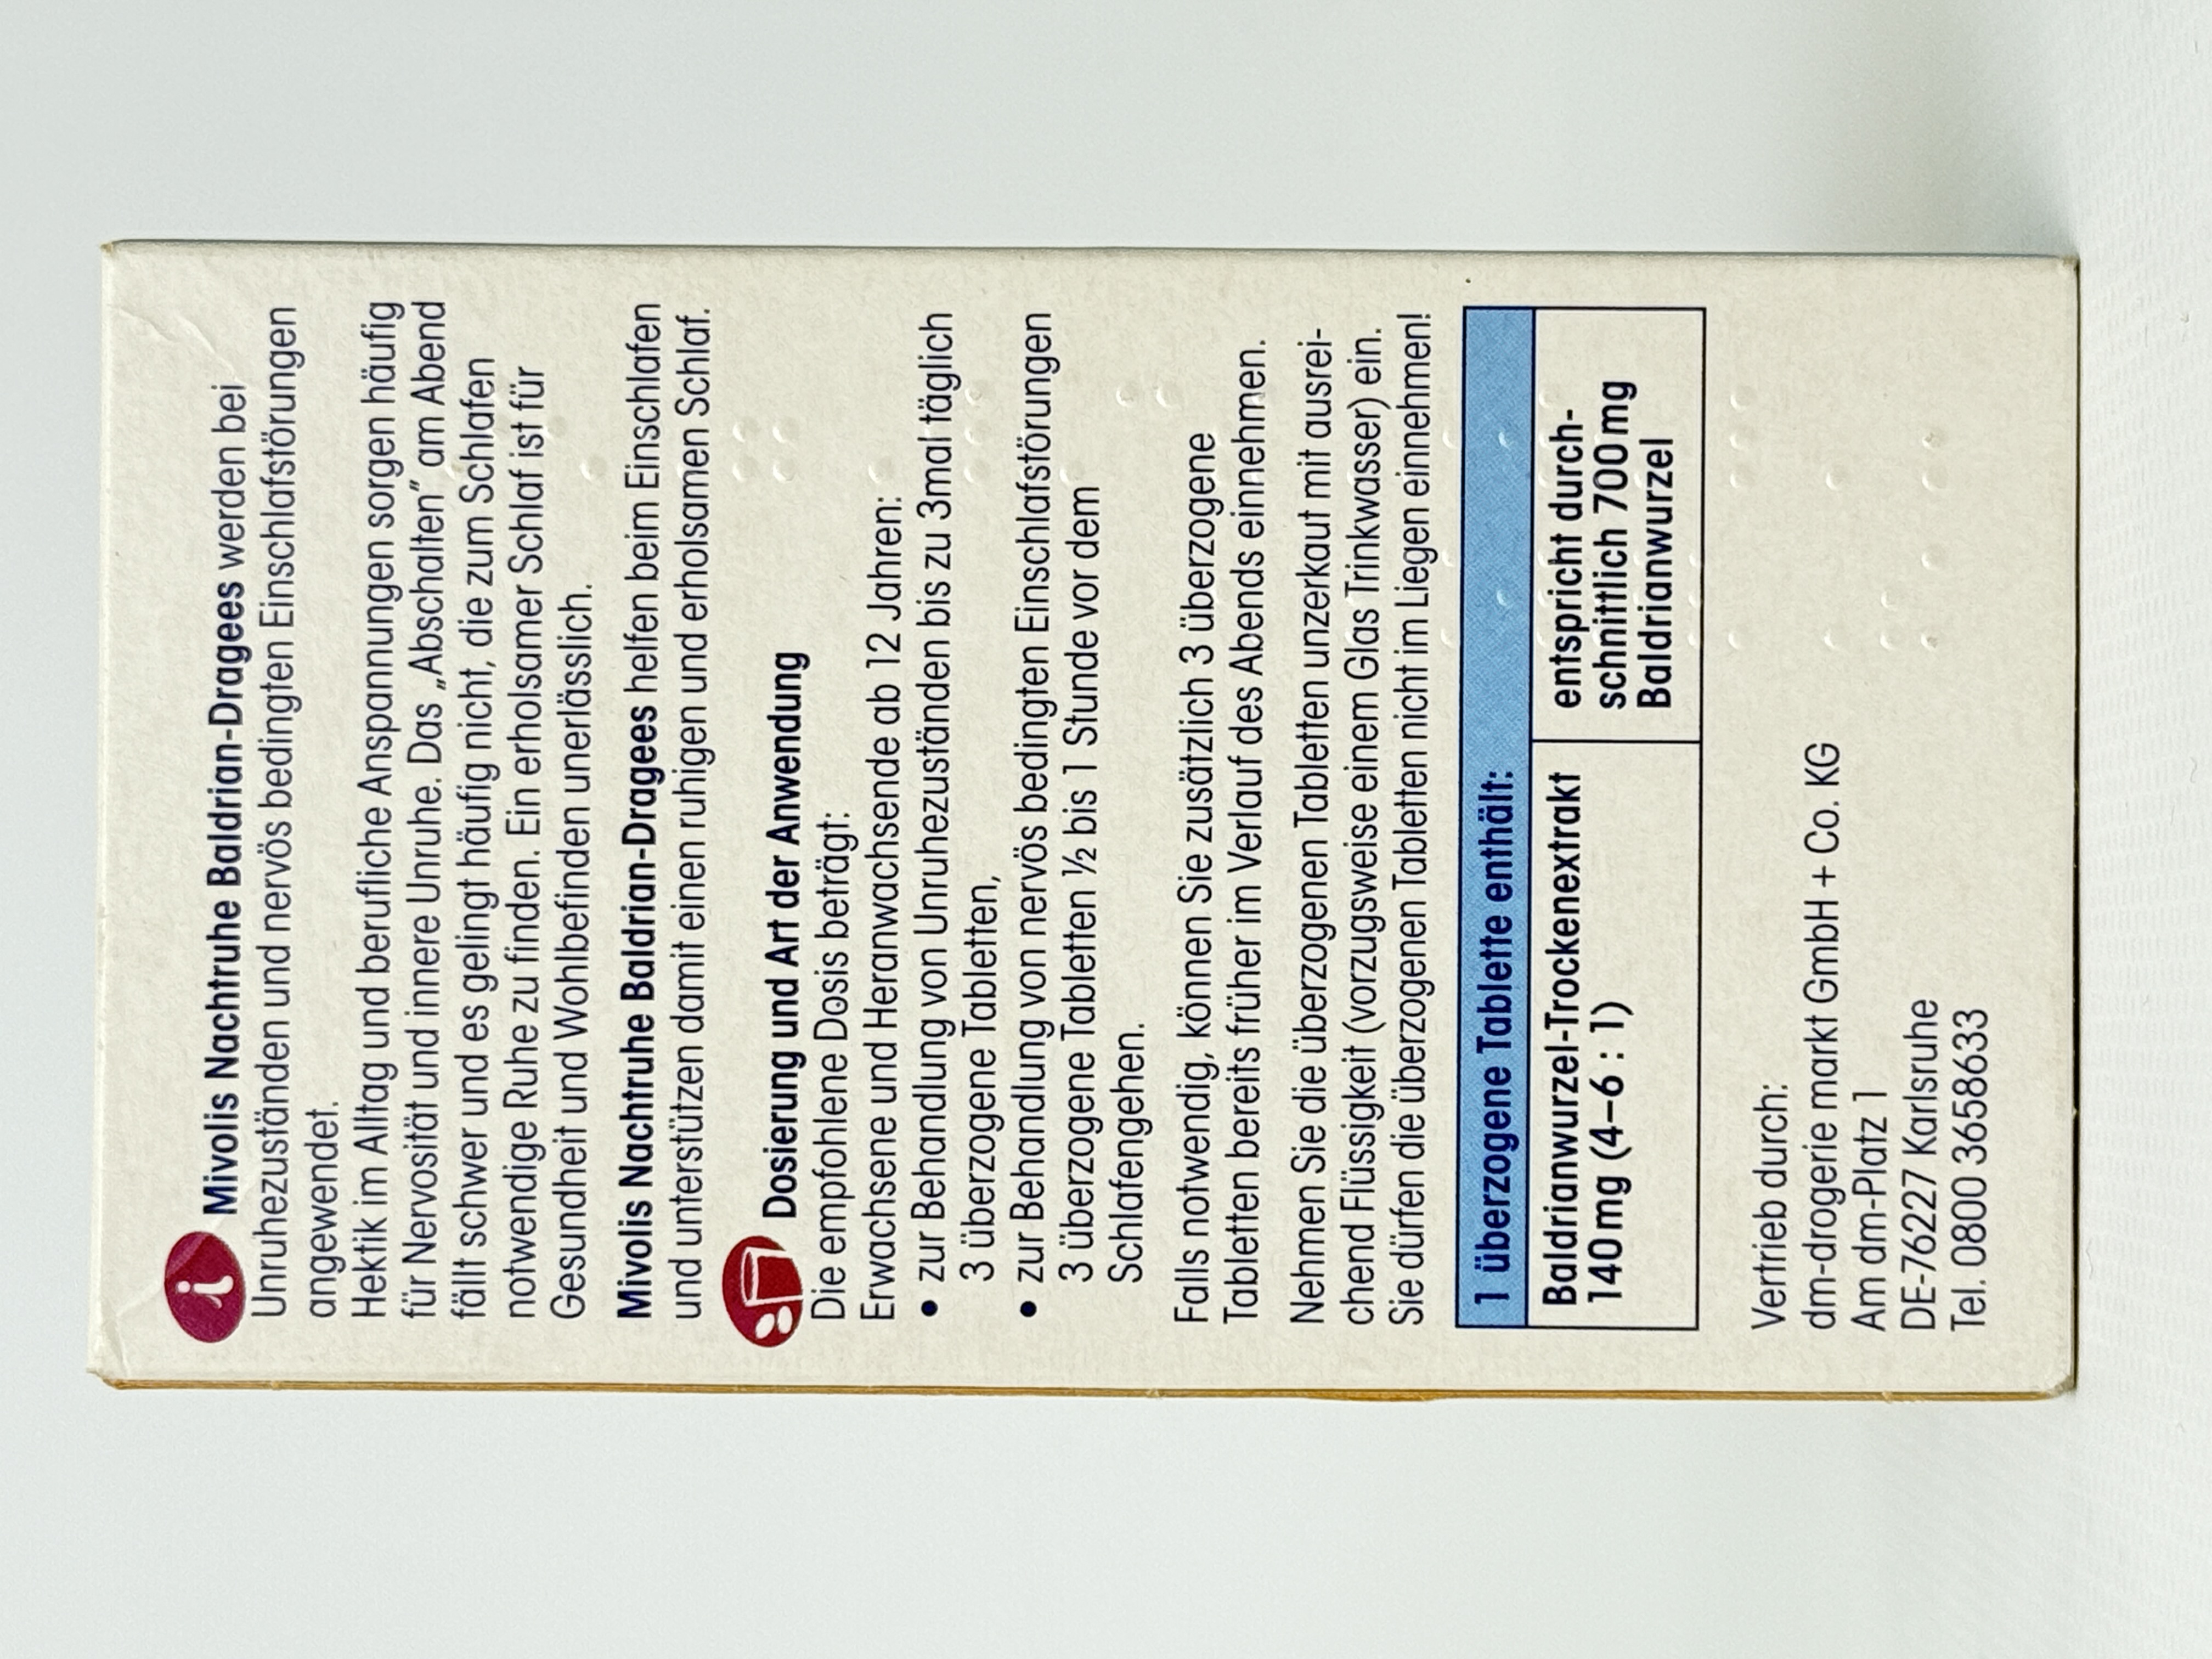 i Mivolis Nachtruhe Baldrian-Dragees werden bei
Unruhezuständen und nervös bedingten Einschlafstörungen
angewendet.
Hektik im Alltag und berufliche Anspannungen sorgen häufig
für Nervosität und innere Unruhe. Das „Abschalten” am Abend
fällt schwer und es gelingt häufig nicht, die zum Schlafen
notwendige Ruhe zu finden. Ein erholsamer Schlaf ist für
Gesundheit und Wohlbefinden unerlässlich.
Mivolis Nachtruhe Baldrian-Dragees helfen beim Einschlafen
und unterstützen damit einen ruhigen und erholsamen Schlaf.
Dosierung und Art der Anwendung
Die empfohlene Dosis beträgt:
Erwachsene und Heranwachsende ab 12 Jahren:
• zur Behandlung von Unruhezuständen bis zu 3mal täglich
3 überzogene Tabletten,
• zur Behandlung von nervös bedingten Einschlafstörungen
3 überzogene Tabletten ½ bis 1 Stunde vor dem
Schlafengehen.
Falls notwendig, können Sie zusätzlich 3 überzogene
Tabletten bereits früher im Verlauf des Abends einnehmen.
Nehmen Sie die überzogenen Tabletten unzerkaut mit ausrei-
chend Flüssigkeit (vorzugsweise einem Glas Trinkwasser) ein.
Sie dürfen die überzogenen Tabletten nicht im Liegen einnehmen!
1 überzogene Tablette enthält:
Baldrianwurzel-Trockenextrakt
140 mg (4–6 : 1)
entspricht durch-
schnittlich 700 mg
Baldrianwurzel
Vertrieb durch:
dm-drogerie markt GmbH + Co. KG
Am dm-Platz 1
DE-76227 Karlsruhe
Tel. 0800 3658633